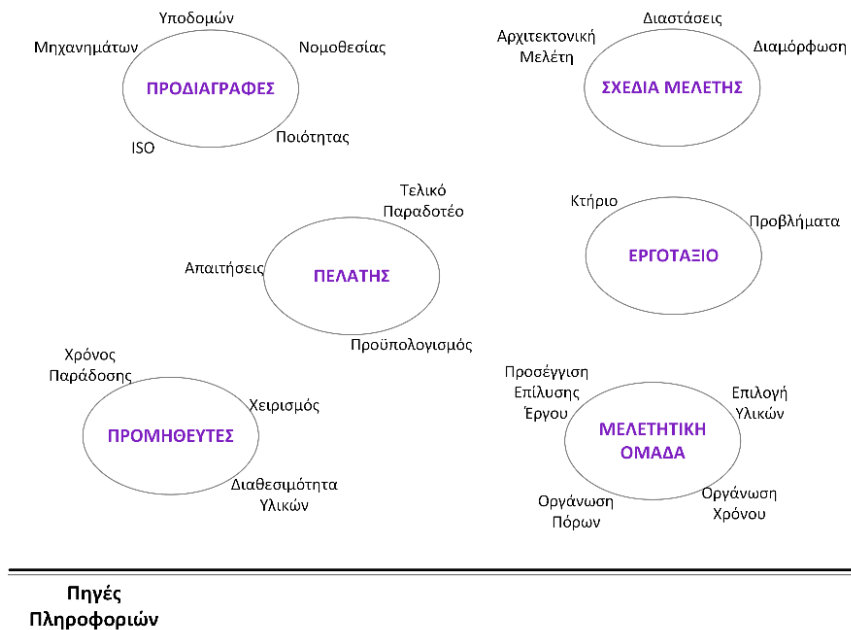 Υποδομών
Μηχανημάτων
Νομοθεσίας
ΠΡΟΔΙΑΓΡΑΦΕΣ
ISO
Ποιότητας
Διαστάσεις
Αρχιτεκτονική
Μελέτη
Διαμόρφωση
ΣΧΕΔΙΑ ΜΕΛΕΤΗΣ
Τελικό
Παραδοτέο
Απαιτήσεις
ΠΕΛΑΤΗΣ
Προϋπολογισμός
Κτήριο
Προβλήματα
ΕΡΓΟΤΑΞΙΟ
Χρόνος
Παράδοσης
Χειρισμός
ΠΡΟΜΗΘΕΥΤΕΣ
Διαθεσιμότητα
Υλικών
Προσέγγιση
Επίλυσης
Έργου
Επιλογή
Υλικών
ΜΕΛΕΤΗΤΙΚΗ
ΟΜΑΔΑ
Οργάνωση
Πόρων
Οργάνωση
Χρόνου
Πηγές
Πληροφοριών